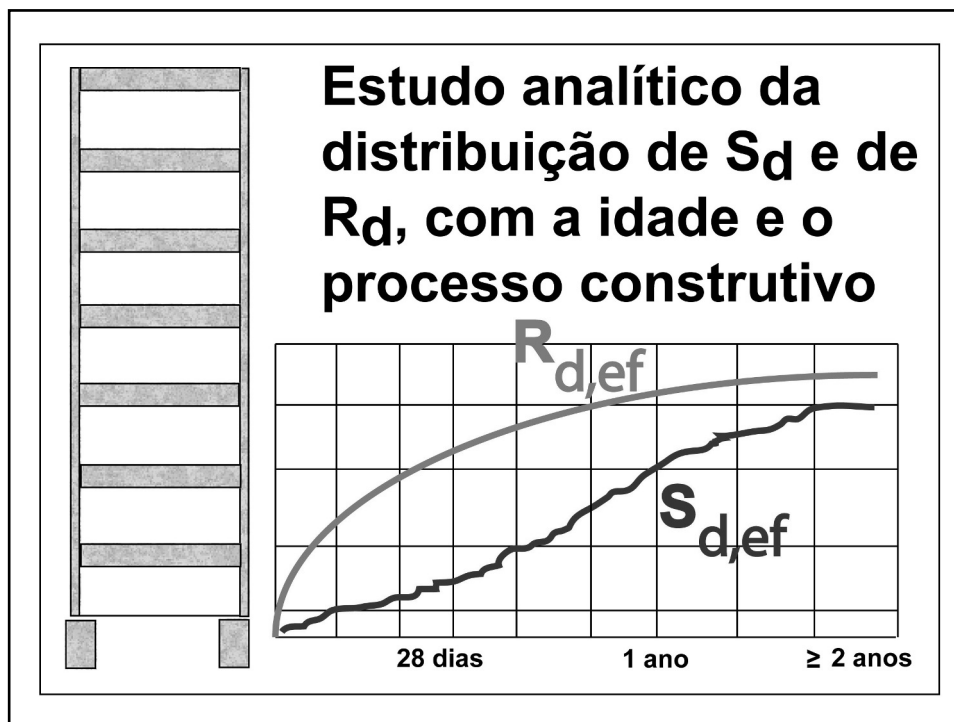 Estudo analítico da
distribuição de Sd e de
Rd, com a idade e o
processo construtivo
Rd,ef
Sd,ef
28 dias 1 ano ≥ 2 anos